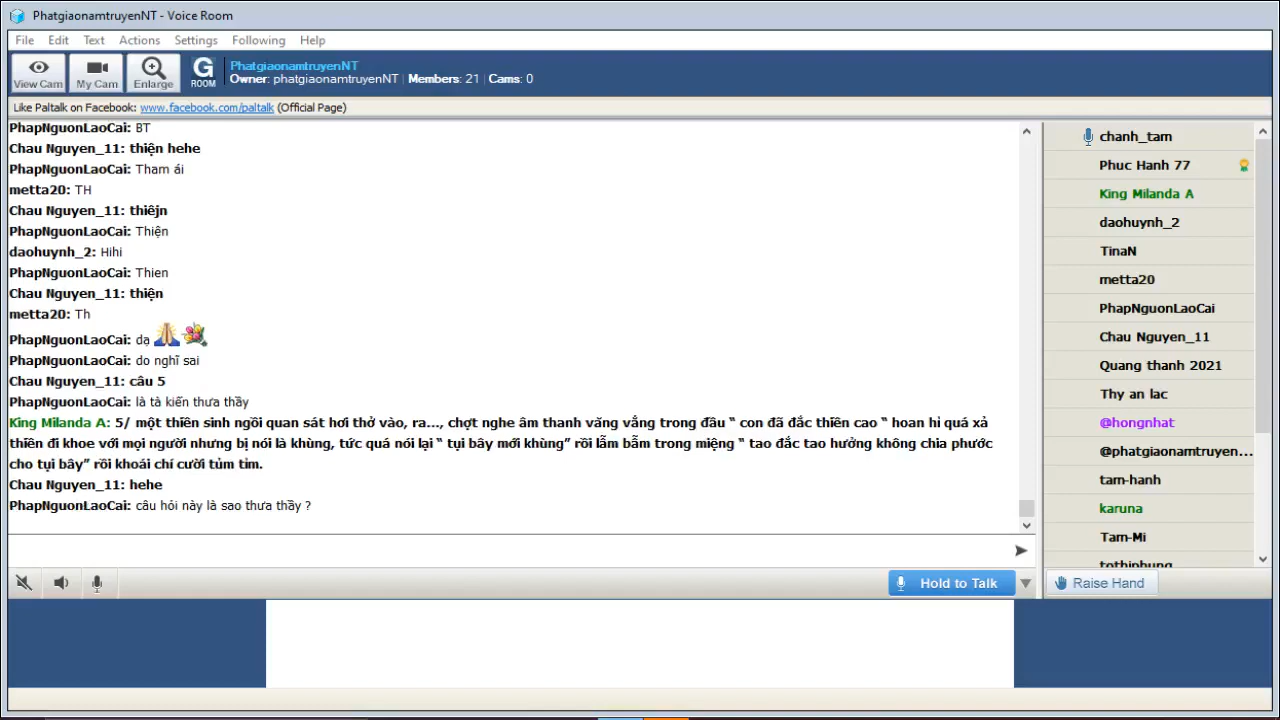 PhatgiaonamtruyenNT - Voice Room
File Edit Text Actions Settings Following Help
View Cam My Cam Enlarge G ROOM PhatgiaonamtruyenNT
Owner: phatgiaonamtruyenNT | Members: 21 | Cams: 0
Like Paltalk on Facebook: www.facebook.com/paltalk (Official Page)
PhapNguonLaoCai: BT
Chau Nguyen_11: thiện hehe
PhapNguonLaoCai: Tham ái
metta20: TH
Chau Nguyen_11: thiêjn
PhapNguonLaoCai: Thiện
daohuynh_2: Hihi
PhapNguonLaoCai: Thien
Chau Nguyen_11: thiện
metta20: Th
PhapNguonLaoCai: dạ
PhapNguonLaoCai: do nghĩ sai
Chau Nguyen_11: câu 5
PhapNguonLaoCai: là tà kiến thưa thầy
King Milanda A: 5/ một thiền sinh ngồi quan sát hơi thở vào, ra..., chợt nghe âm thanh văng vẳng trong đầu “ con đã đắc thiền cao “ hoan hỉ quá xả
thiền đi khoe với mọi người nhưng bị nói là khùng, tức quá nói lại “ tụi bây mới khùng” rồi lẫm bẫm trong miệng “ tao đắc tao hưởng không chia phước
cho tụi bây” rồi khoái chí cười tủm tỉm.
Chau Nguyen_11: hehe
PhapNguonLaoCai: câu hỏi này là sao thưa thầy ?
chanh_tam
Phuc Hanh 77
King Milanda A
daohuynh_2
TinaN
metta20
PhapNguonLaoCai
Chau Nguyen_11
Quang thanh 2021
Thy an lac
@hongnhat
@phatgiaonamtruyen...
tam-hanh
karuna
Tam-Mi
tothiphung
Hold to Talk
Raise Hand